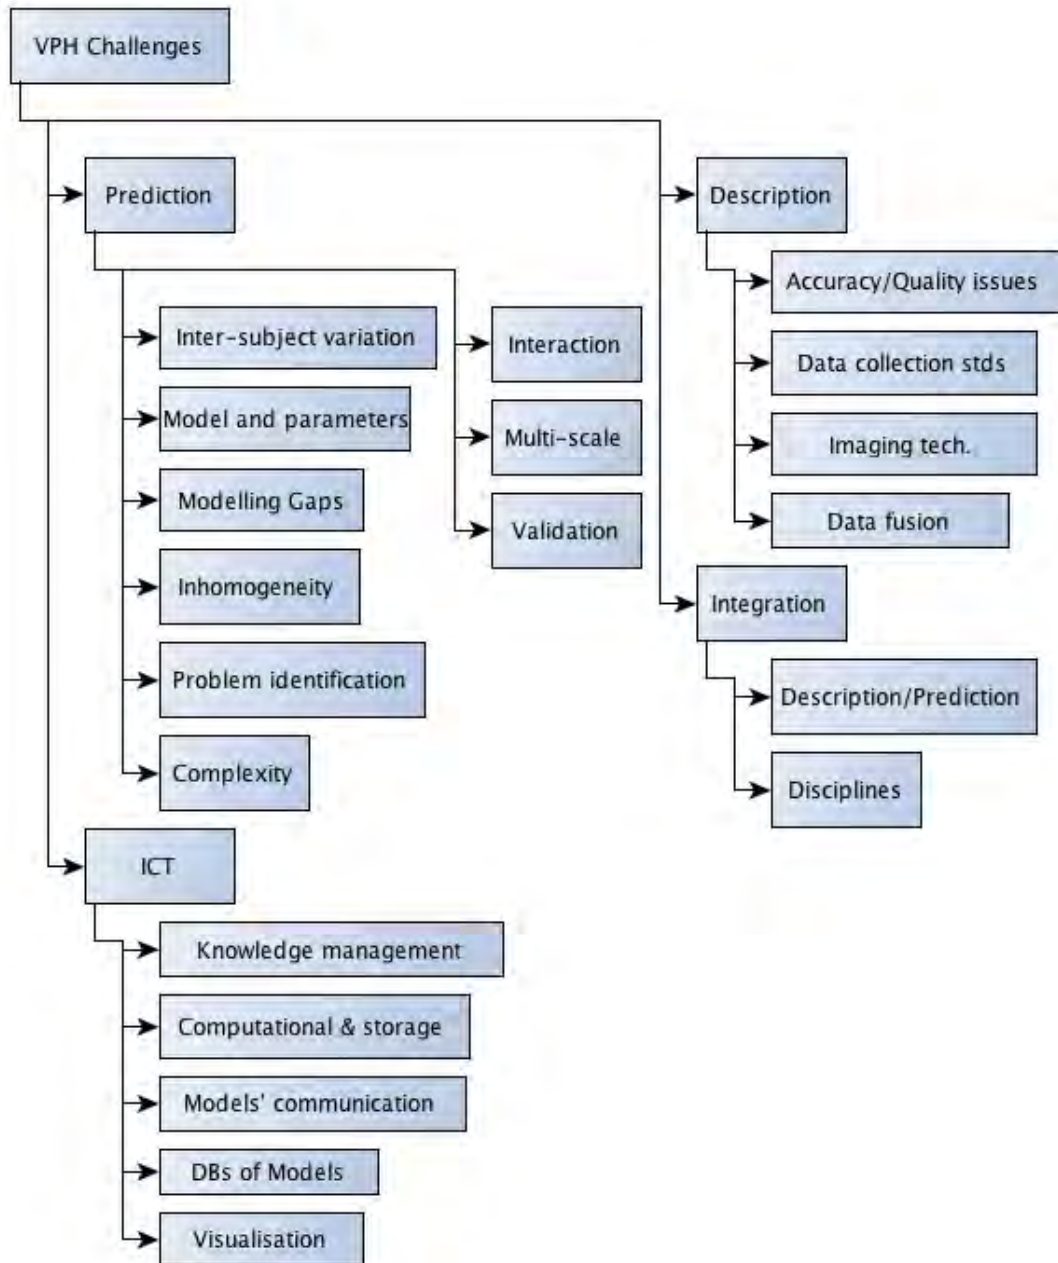 VPH Challenges
Prediction
Inter-subject variation
Model and parameters
Modelling Gaps
Inhomogeneity
Problem identification
Complexity
Interaction
Multi-scale
Validation
ICT
Knowledge management
Computational & storage
Models' communication
DBs of Models
Visualisation
Description
Accuracy/Quality issues
Data collection stds
Imaging tech.
Data fusion
Integration
Description/Prediction
Disciplines